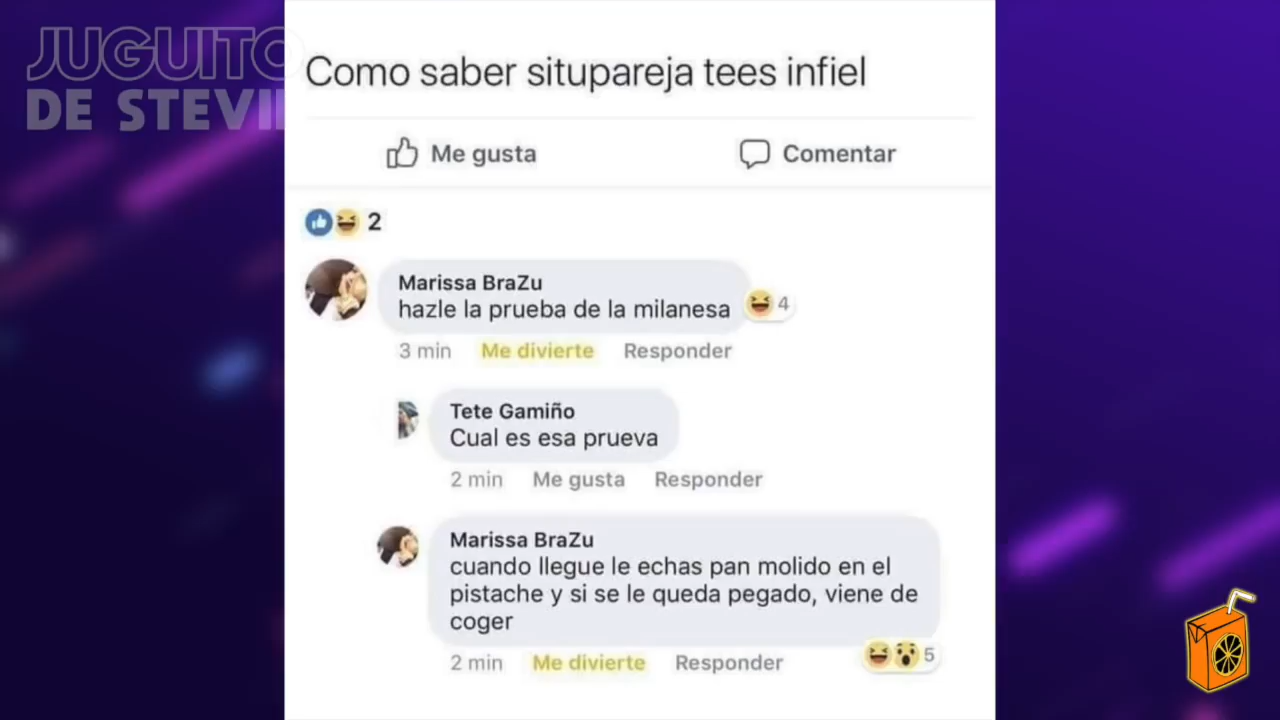 JUGUITO
DE STEVI
Como saber situpareja tees infiel
Me gusta
Comentar
2
Marissa BraZu
hazle la prueba de la milanesa
4
3 min Me divierte Responder
Tete Gamiño
Cual es esa prueva
2 min Me gusta Responder
Marissa BraZu
cuando llegue le echas pan molido en el
pistache y si se le queda pegado, viene de
coger
5
2 min Me divierte Responder